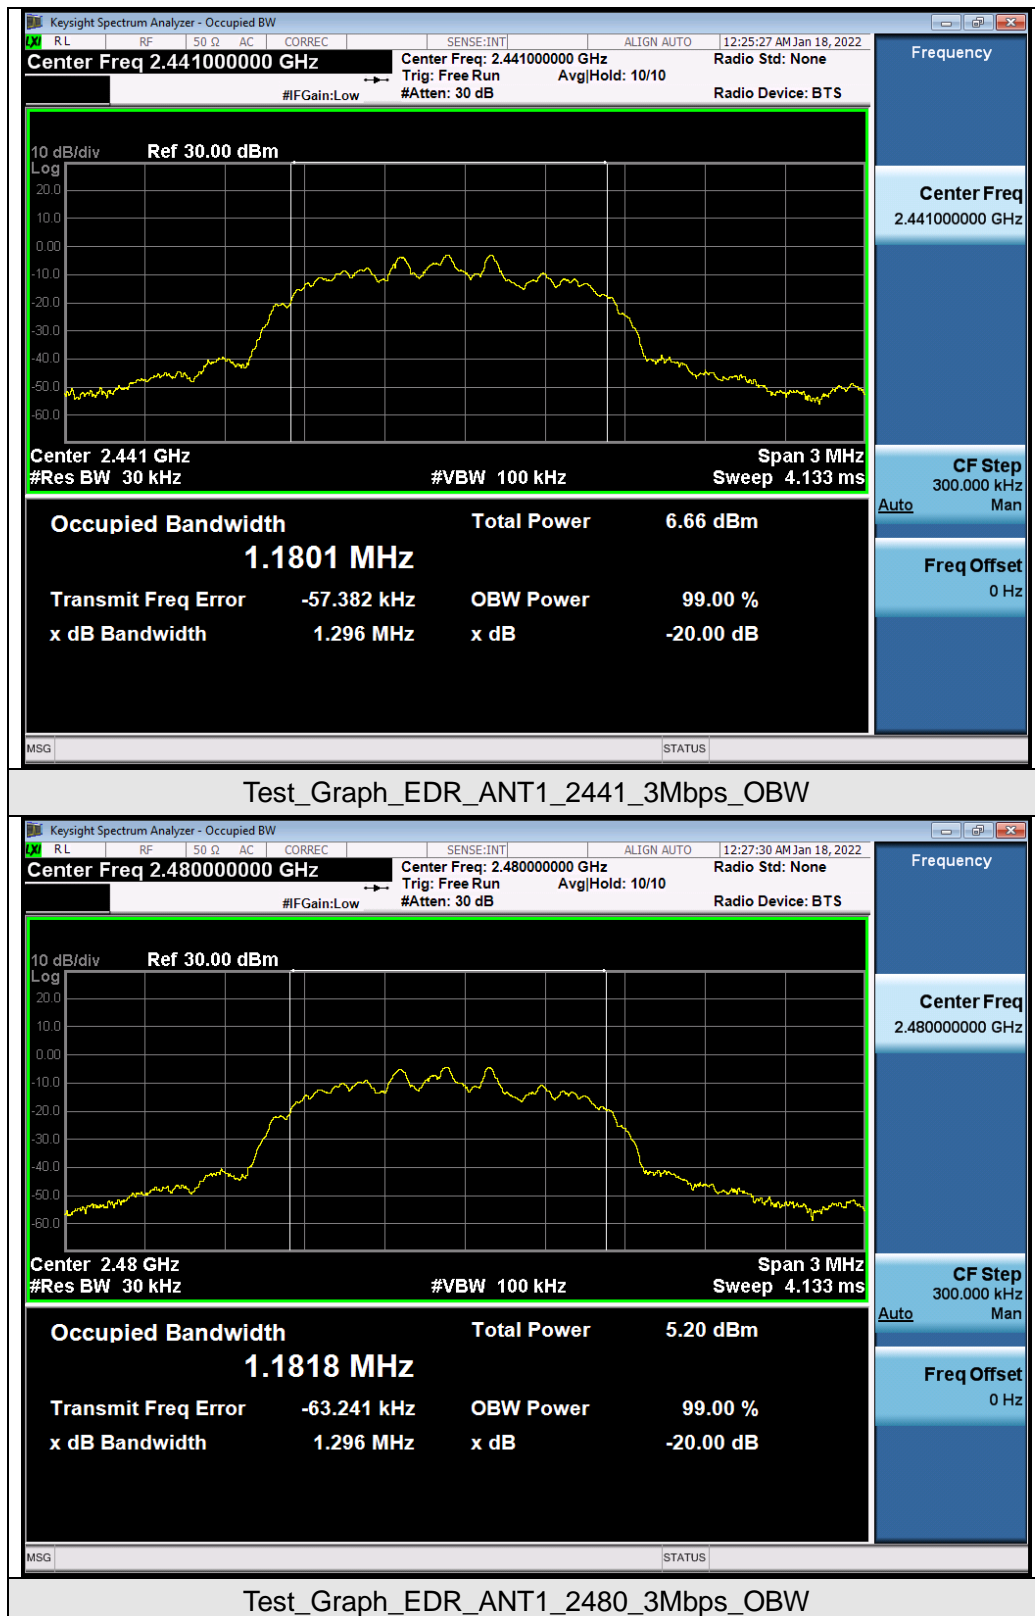 Keysight Spectrum Analyzer - Occupied BW
LXI RL RF 50 Ω AC CORREC SENSE:INT ALIGN AUTO 12:25:27 AM Jan 18, 2022
Center Freq 2.441000000 GHz
Center Freq: 2.441000000 GHz
Radio Std: None
Trig: Free Run Avg|Hold: 10/10
#IFGain:Low
#Atten: 30 dB
Radio Device: BTS
Frequency
10 dB/div Ref 30.00 dBm
Log
20.0
10.0
0.00
-10.0
-20.0
-30.0
-40.0
-50.0
-60.0
Center 2.441 GHz Span 3 MHz
#Res BW 30 kHz #VBW 100 kHz Sweep 4.133 ms
Center Freq
2.441000000 GHz
CF Step
300.000 kHz
Auto Man
Freq Offset
0 Hz
Occupied Bandwidth Total Power 6.66 dBm
1.1801 MHz
Transmit Freq Error -57.382 kHz OBW Power 99.00 %
x dB Bandwidth 1.296 MHz x dB -20.00 dB
MSG STATUS
Test_Graph_EDR_ANT1_2441_3Mbps_OBW
Keysight Spectrum Analyzer - Occupied BW
LXI RL RF 50 Ω AC CORREC SENSE:INT ALIGN AUTO 12:27:30 AM Jan 18, 2022
Center Freq 2.480000000 GHz
Center Freq: 2.480000000 GHz
Radio Std: None
Trig: Free Run Avg|Hold: 10/10
#IFGain:Low
#Atten: 30 dB
Radio Device: BTS
Frequency
10 dB/div Ref 30.00 dBm
Log
20.0
10.0
0.00
-10.0
-20.0
-30.0
-40.0
-50.0
-60.0
Center 2.48 GHz Span 3 MHz
#Res BW 30 kHz #VBW 100 kHz Sweep 4.133 ms
Center Freq
2.480000000 GHz
CF Step
300.000 kHz
Auto Man
Freq Offset
0 Hz
Occupied Bandwidth Total Power 5.20 dBm
1.1818 MHz
Transmit Freq Error -63.241 kHz OBW Power 99.00 %
x dB Bandwidth 1.296 MHz x dB -20.00 dB
MSG STATUS
Test_Graph_EDR_ANT1_2480_3Mbps_OBW